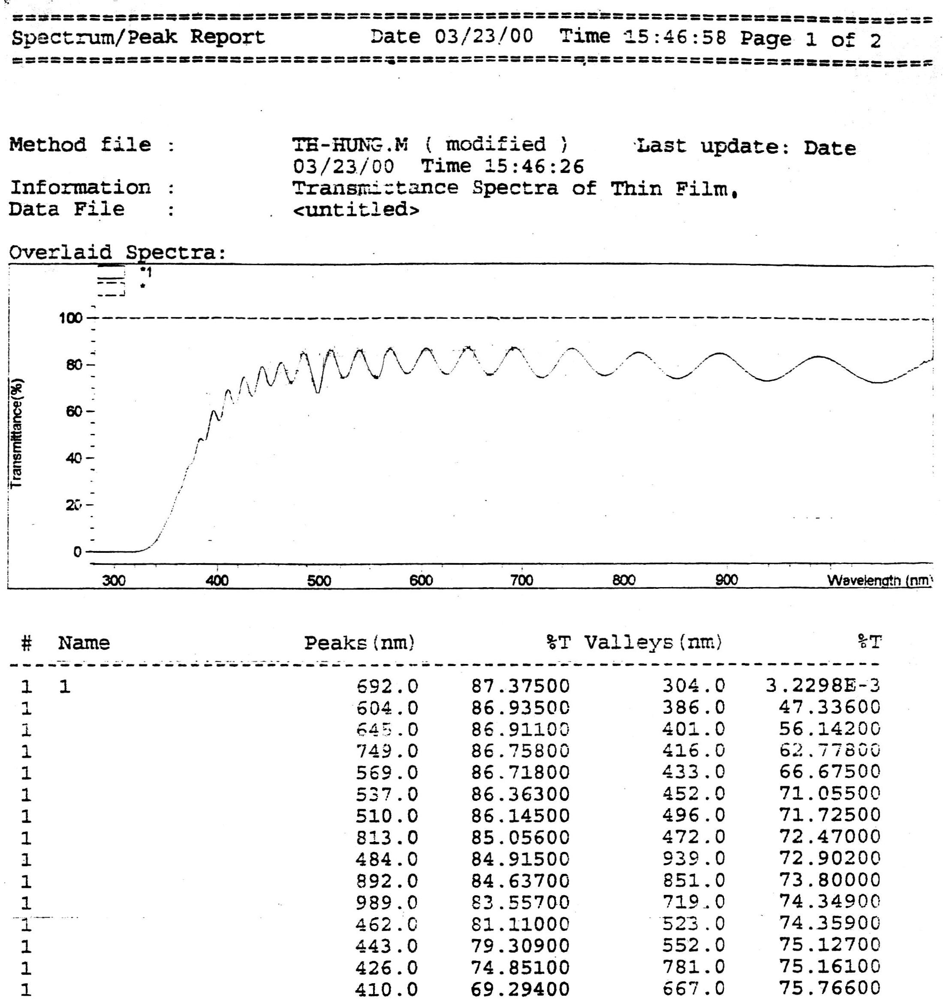 Spectrum/Peak Report Date 03/23/00 Time 15:46:58 Page 1 of 2
Method file : TH-HUNG.M ( modified ) Last update: Date
03/23/00 Time 15:46:26
Information : Transmittance Spectra of Thin Film.
Data File : <untitled>
Overlaid Spectra:
*1
*
100
80
60
40
20
0
Transmittance(%)
300 400 500 600 700 800 900 Wavelength (nm)
# Name Peaks(nm) %T Valleys(nm) %T
1 1 692.0 87.37500 304.0 3.2298E-3
1 604.0 86.93500 386.0 47.33600
1 645.0 86.91100 401.0 56.14200
1 749.0 86.75800 416.0 62.77800
1 569.0 86.71800 433.0 66.67500
1 537.0 86.36300 452.0 71.05500
1 510.0 86.14500 496.0 71.72500
1 813.0 85.05600 472.0 72.47000
1 484.0 84.91500 939.0 72.90200
1 892.0 84.63700 851.0 73.80000
1 989.0 83.55700 719.0 74.34900
1 462.0 81.11000 523.0 74.35900
1 443.0 79.30900 552.0 75.12700
1 426.0 74.85100 781.0 75.16100
1 410.0 69.29400 667.0 75.76600